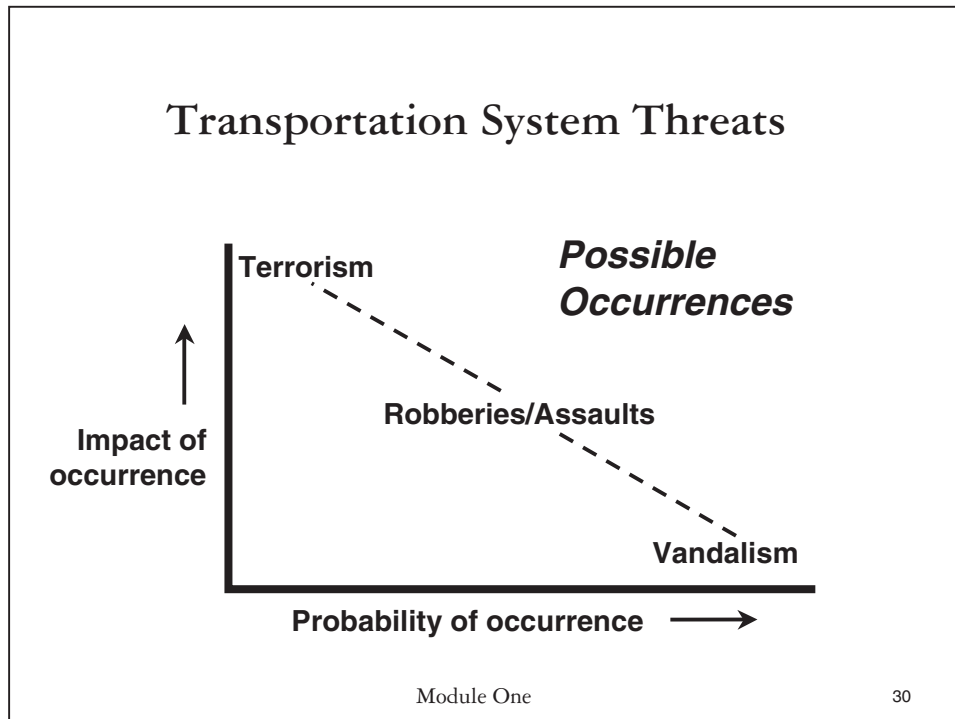 Transportation System Threats
Terrorism
Possible
Occurrences
Robberies/Assaults
Impact of
occurrence
Vandalism
Probability of occurrence
Module One
30